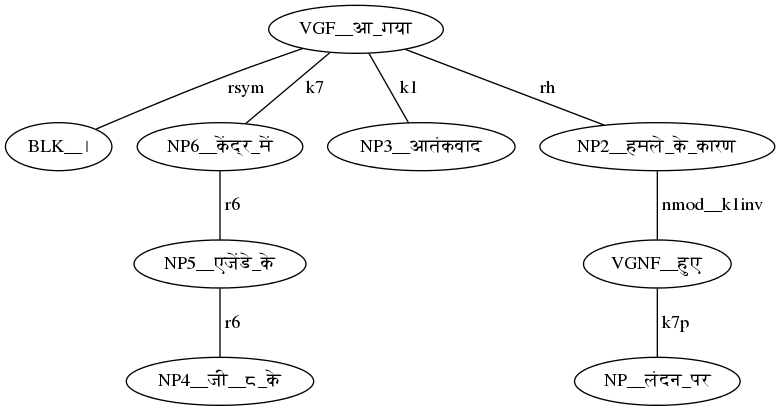 VGF__आ_गया
rsym k7 k1 rh
BLK__। NP6__केंद्र_में NP3__आतंकवाद NP2__हमले_के_कारण
r6 nmod__k1inv
NP5__एजेंडे_के VGNF__हुए
r6 k7p
NP4__जी__८_के NP__लंदन_पर